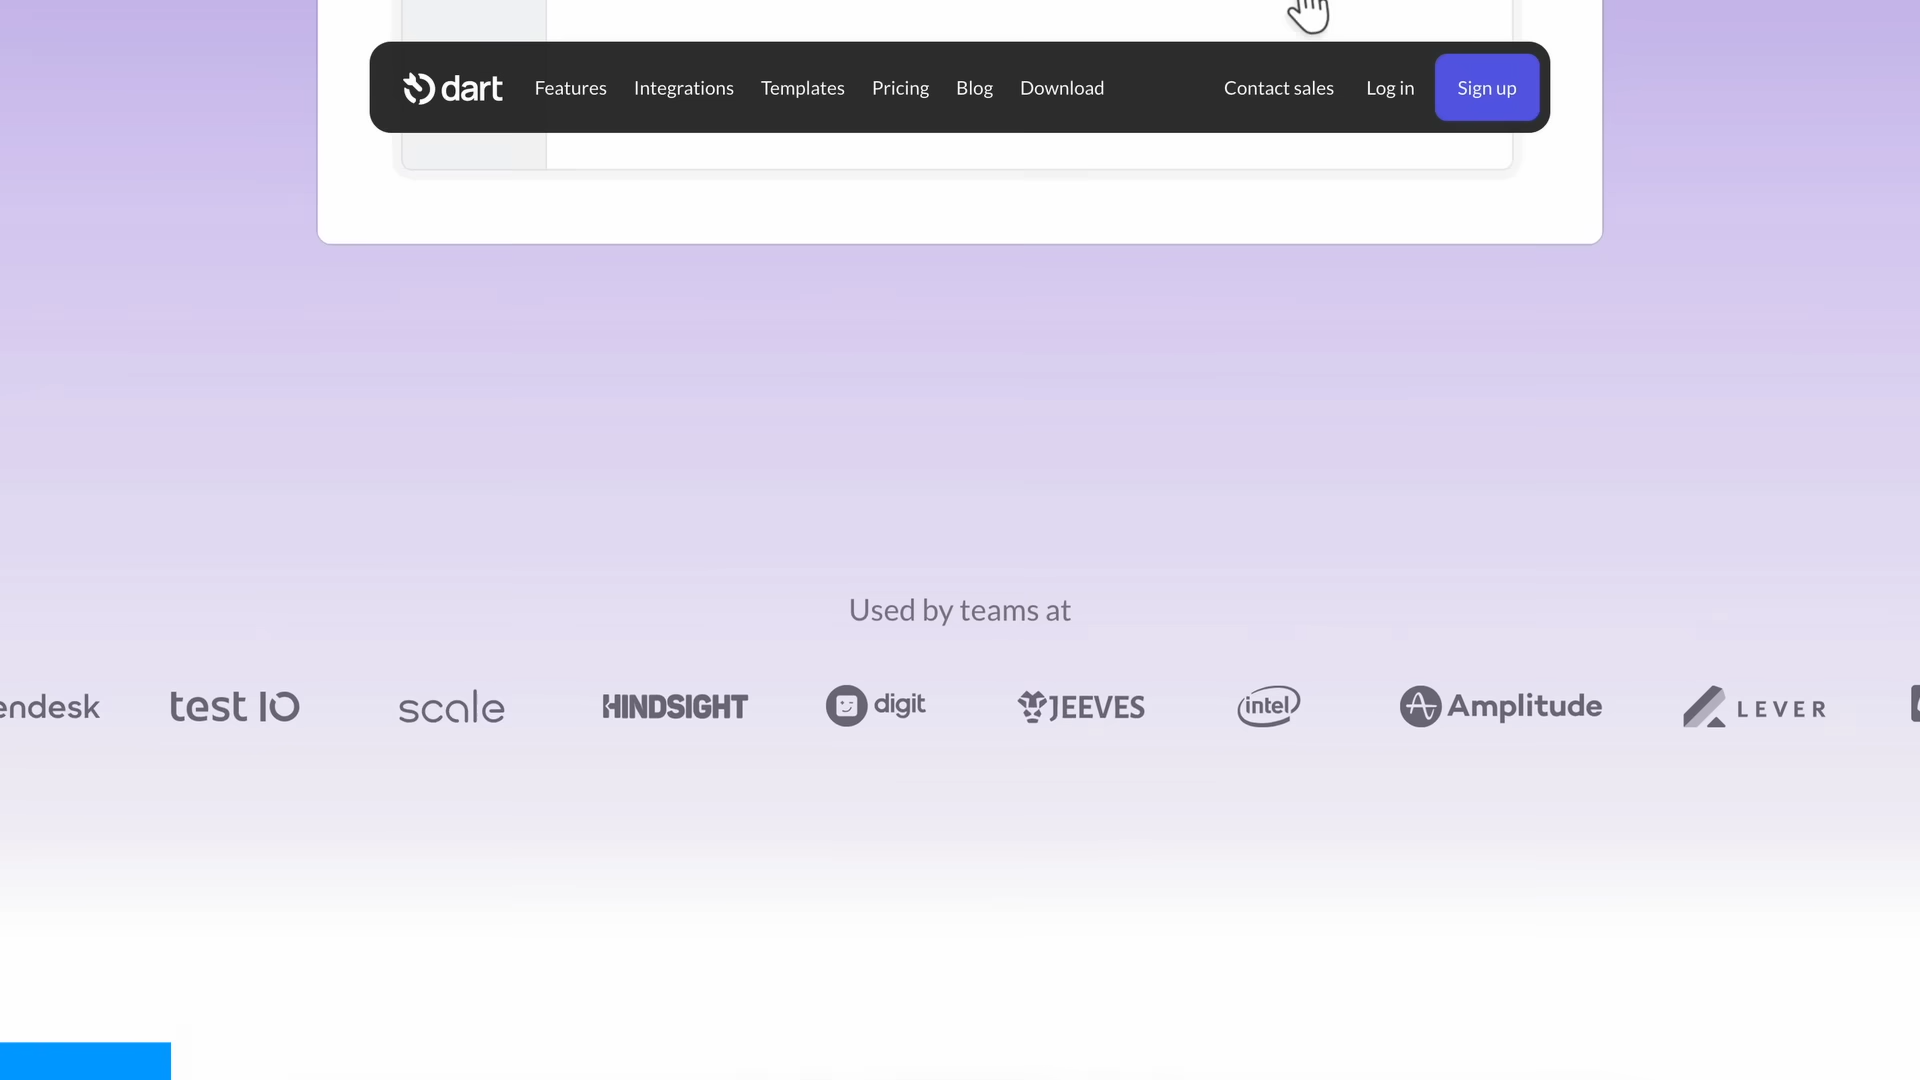 dart Features Integrations Templates Pricing Blog Download Contact sales Log in Sign up
Used by teams at
endesk test IO scale HINDSIGHT digit JEEVES intel Amplitude LEVER